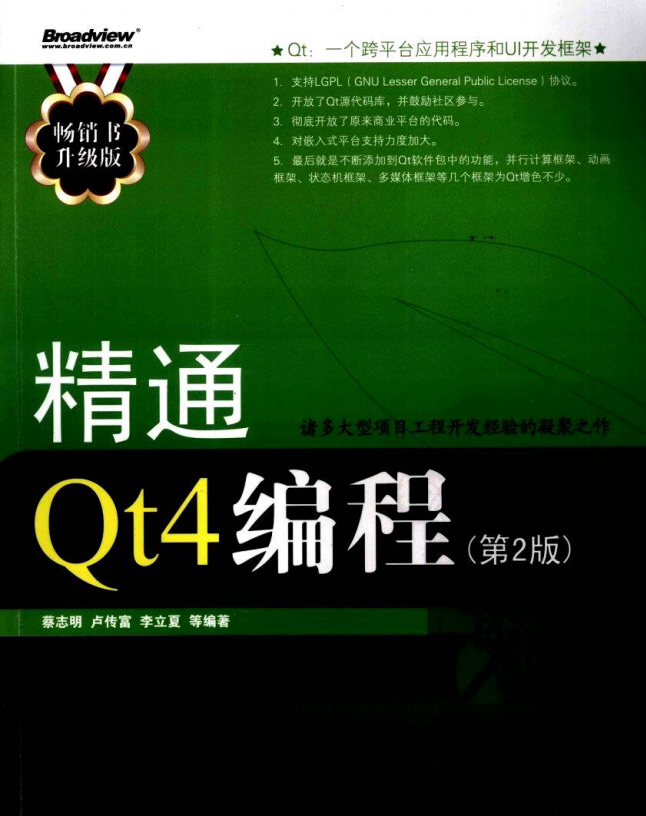 Broadview®
www.broadview.com.cn
★Qt：一个跨平台应用程序和UI开发框架★
1. 支持LGPL（GNU Lesser General Public License）协议。
2. 开放了Qt源代码库，并鼓励社区参与。
3. 彻底开放了原来商业平台的代码。
4. 对嵌入式平台支持力度加大。
5. 最后就是不断添加到Qt软件包中的功能，并行计算框架、动画
框架、状态机框架、多媒体框架等几个框架为Qt增色不少。
畅销书
升级版
精通
诸多大型项目工程开发经验的凝聚之作
Qt4编程（第2版）
蔡志明 卢传富 李立夏 等编著